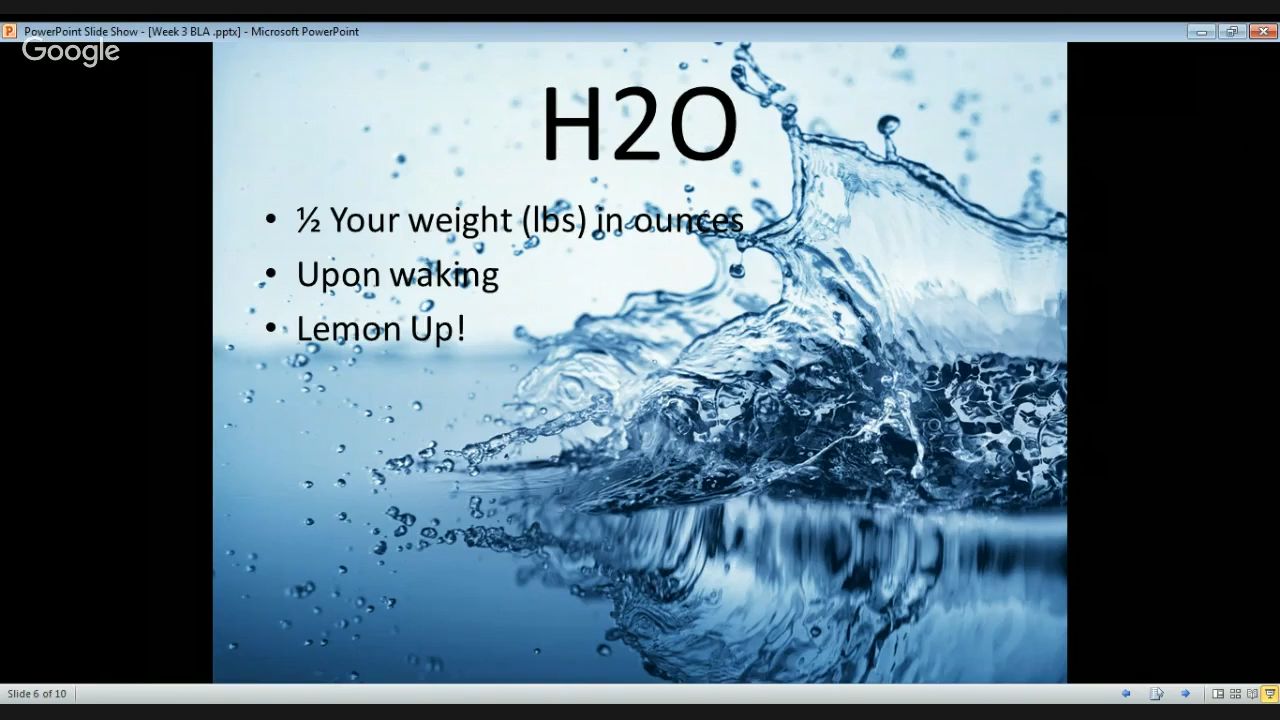 PowerPoint Slide Show - [Week 3 BLA .pptx] - Microsoft PowerPoint
Google
H2O
• ½ Your weight (lbs) in ounces
• Upon waking
• Lemon Up!
Slide 6 of 10